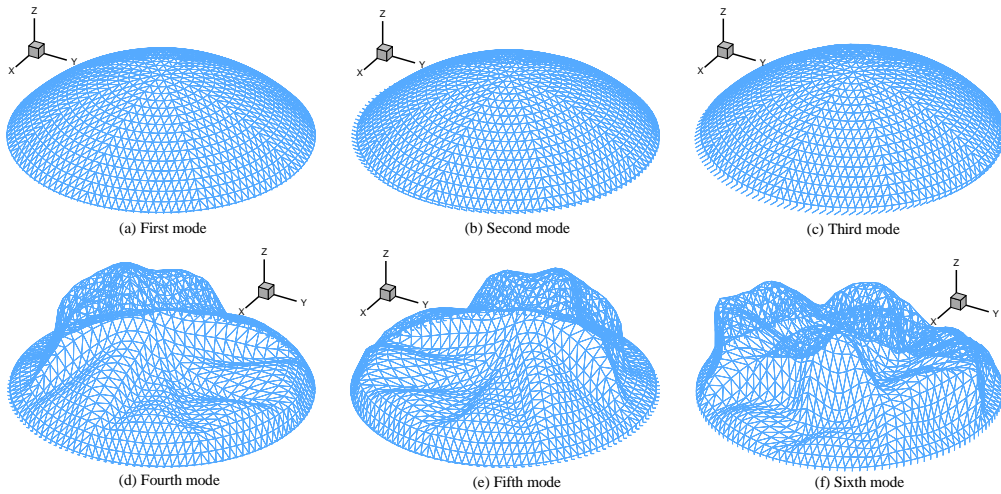 Z
Y
X
Z
Y
X
Z
Y
X
(a) First mode
(b) Second mode
(c) Third mode
Z
Y
X
Z
Y
X
Z
Y
X
(d) Fourth mode
(e) Fifth mode
(f) Sixth mode